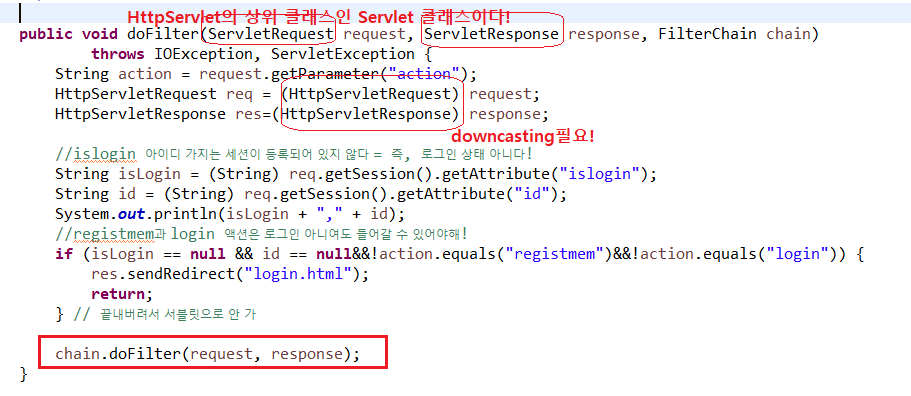 HttpServlet의 상위 클래스인 Servlet 클래스이다!
public void doFilter(ServletRequest request, ServletResponse response, FilterChain chain)
throws IOException, ServletException {
String action = request.getParameter("action");
HttpServletRequest req = (HttpServletRequest) request;
HttpServletResponse res=(HttpServletResponse) response;
downcasting필요!
//islogin 아이디 가지는 세션이 등록되어 있지 않다 = 즉, 로그인 상태 아니다!
String isLogin = (String) req.getSession().getAttribute("islogin");
String id = (String) req.getSession().getAttribute("id");
System.out.println(isLogin + "," + id);
//registmem과 login 액션은 로그인 아니여도 들어갈 수 있어야해!
if (isLogin == null && id == null&&!action.equals("registmem")&&!action.equals("login")) {
res.sendRedirect("login.html");
return;
} // 끝내버려서 서블릿으로 안 가
chain.doFilter(request, response);
}